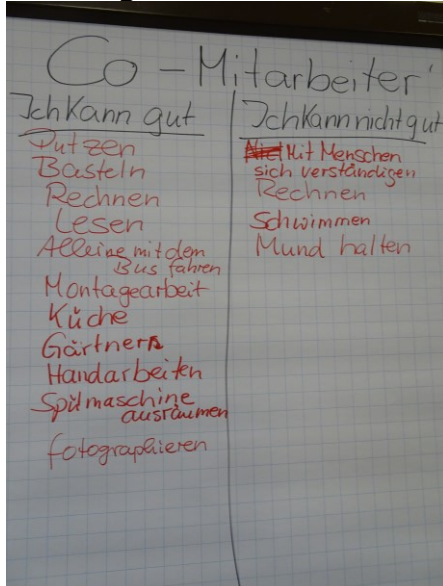 Co-Mitarbeiter
Ich kann gut
Putzen
Basteln
Rechnen
Lesen
Alleine mit dem
Bus fahren
Montagearbeit
Küche
Gärtnern
Handarbeiten
Spülmaschine
ausräumen
fotographieren
Ich kann nicht gut
Mit Menschen
sich verständigen
Rechnen
Schwimmen
Mund halten